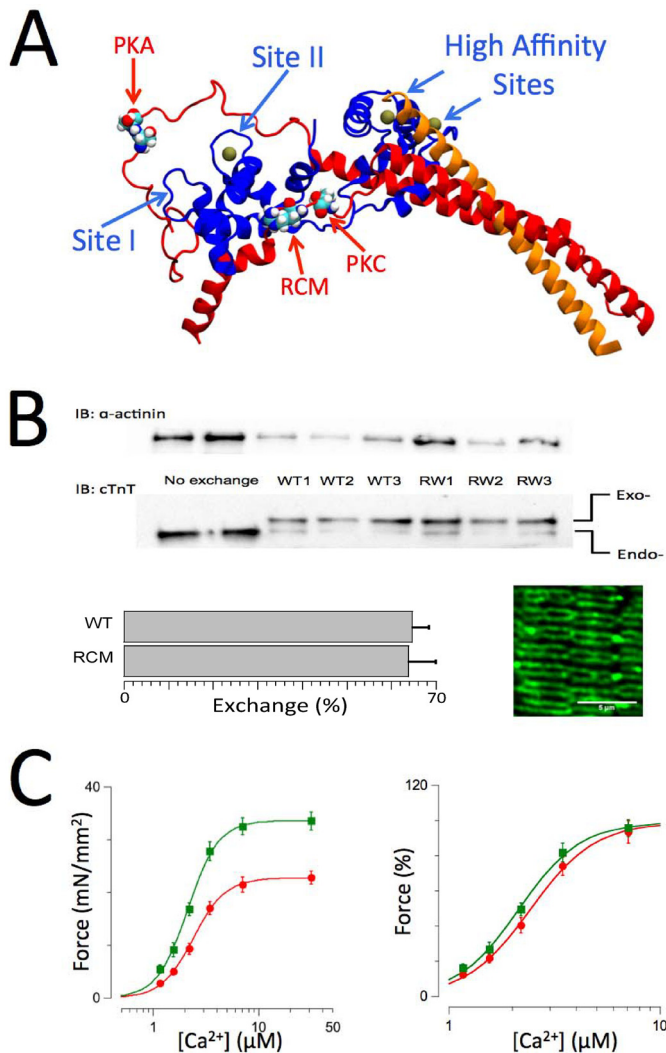 A
PKA
Site II
High Affinity
Sites
Site I
RCM
PKC
B
IB: α-actinin
No exchange WT1 WT2 WT3 RW1 RW2 RW3
IB: cTnT
Exo-
Endo-
WT
RCM
0 70
Exchange (%)
5 µm
C
40
Force (mN/mm²)
0
1 10 50
[Ca²⁺] (µM)
120
Force (%)
0
1 10
[Ca²⁺] (µM)